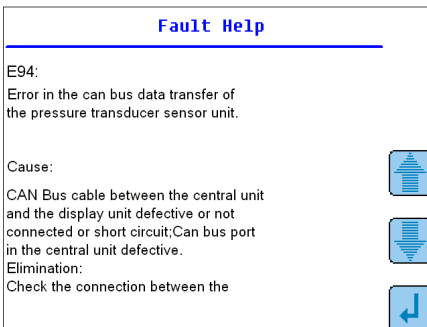 Fault Help
E94:
Error in the can bus data transfer of
the pressure transducer sensor unit.
Cause:
CAN Bus cable between the central unit
and the display unit defective or not
connected or short circuit;Can bus port
in the central unit defective.
Elimination:
Check the connection between the